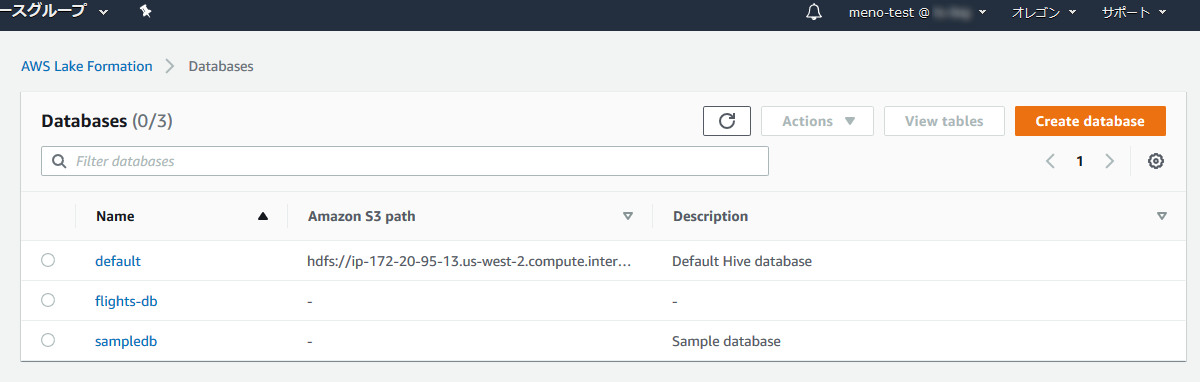 ースグループ meno-test @ オレゴン サポート
AWS Lake Formation Databases
Databases (0/3) Actions View tables Create database
Filter databases 1
Name Amazon S3 path Description
default hdfs://ip-172-20-95-13.us-west-2.compute.inter... Default Hive database
flights-db - -
sampledb - Sample database